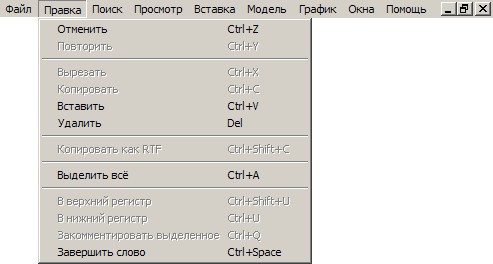 Файл Правка Поиск Просмотр Вставка Модель График Окна Помощь
Отменить Ctrl+Z
Повторить Ctrl+Y
Вырезать Ctrl+X
Копировать Ctrl+C
Вставить Ctrl+V
Удалить Del
Копировать как RTF Ctrl+Shift+C
Выделить всё Ctrl+A
В верхний регистр Ctrl+Shift+U
В нижний регистр Ctrl+U
Закомментировать выделенное Ctrl+Q
Завершить слово Ctrl+Space